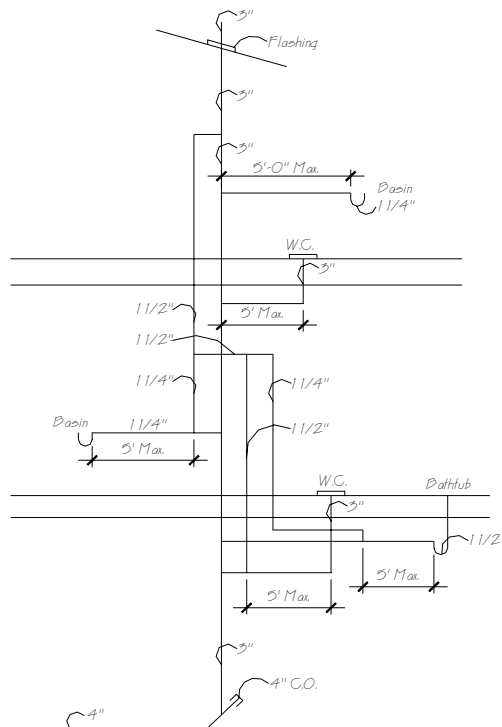 3"
Flashing
3"
3"
5'-0" Max.
Basin
1 1/4"
W.C.
3"
1 1/2"
5' Max.
1 1/2"
1 1/4"
1 1/4"
Basin
1 1/4"
1 1/2"
5' Max.
W.C.
Bathtub
3"
1 1/2
5' Max.
5' Max.
3"
4" C.O.
4"